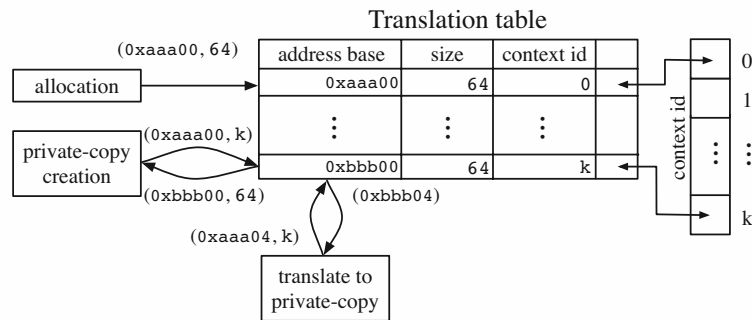 Translation table
(0xaaa00, 64)
address base size context id
allocation
0xaaa00 64 0
0
1
(0xaaa00, k)
private-copy
creation
context id
0xbbb00 64 k
(0xbbb00, 64)
(0xbbb04)
k
(0xaaa04, k)
translate to
private-copy